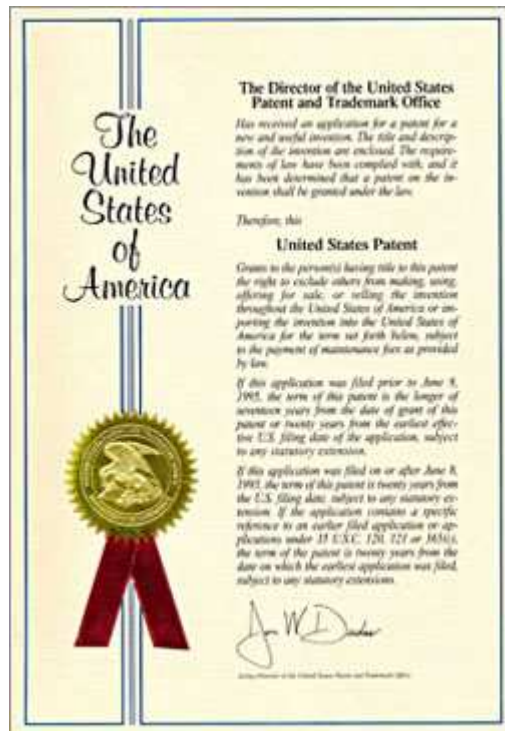 The
United
States
of
America
The Director of the United States
Patent and Trademark Office
Has received an application for a patent for a
new and useful invention. The title and descrip-
tion of the invention are enclosed. The require-
ments of law have been complied with, and it
has been determined that a patent on the in-
vention shall be granted under the law.
Therefore, this
United States Patent
Grants to the person(s) having title to this patent
the right to exclude others from making, using,
offering for sale, or selling the invention
throughout the United States of America or im-
porting the invention into the United States of
America for the term set forth below, subject
to the payment of maintenance fees as provided
by law.
If this application was filed prior to June 8,
1995, the term of this patent is the longer of
seventeen years from the date of grant of this
patent or twenty years from the earliest effec-
tive U.S. filing date of the application, subject
to any statutory extension.
If this application was filed on or after June 8,
1995, the term of this patent is twenty years from
the U.S. filing date, subject to any statutory ex-
tension. If the application contains a specific
reference to an earlier filed application or ap-
plications under 35 U.S.C. 120, 121 or 365(c),
the term of the patent is twenty years from the
date on which the earliest application was filed,
subject to any statutory extensions.
Jon W Dudas
Acting Director of the United States Patent and Trademark Office